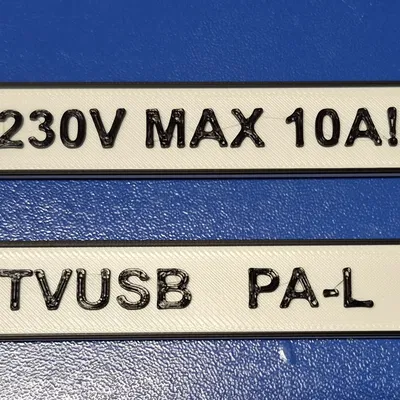 230V MAX 10A!
TVUSB PA-L